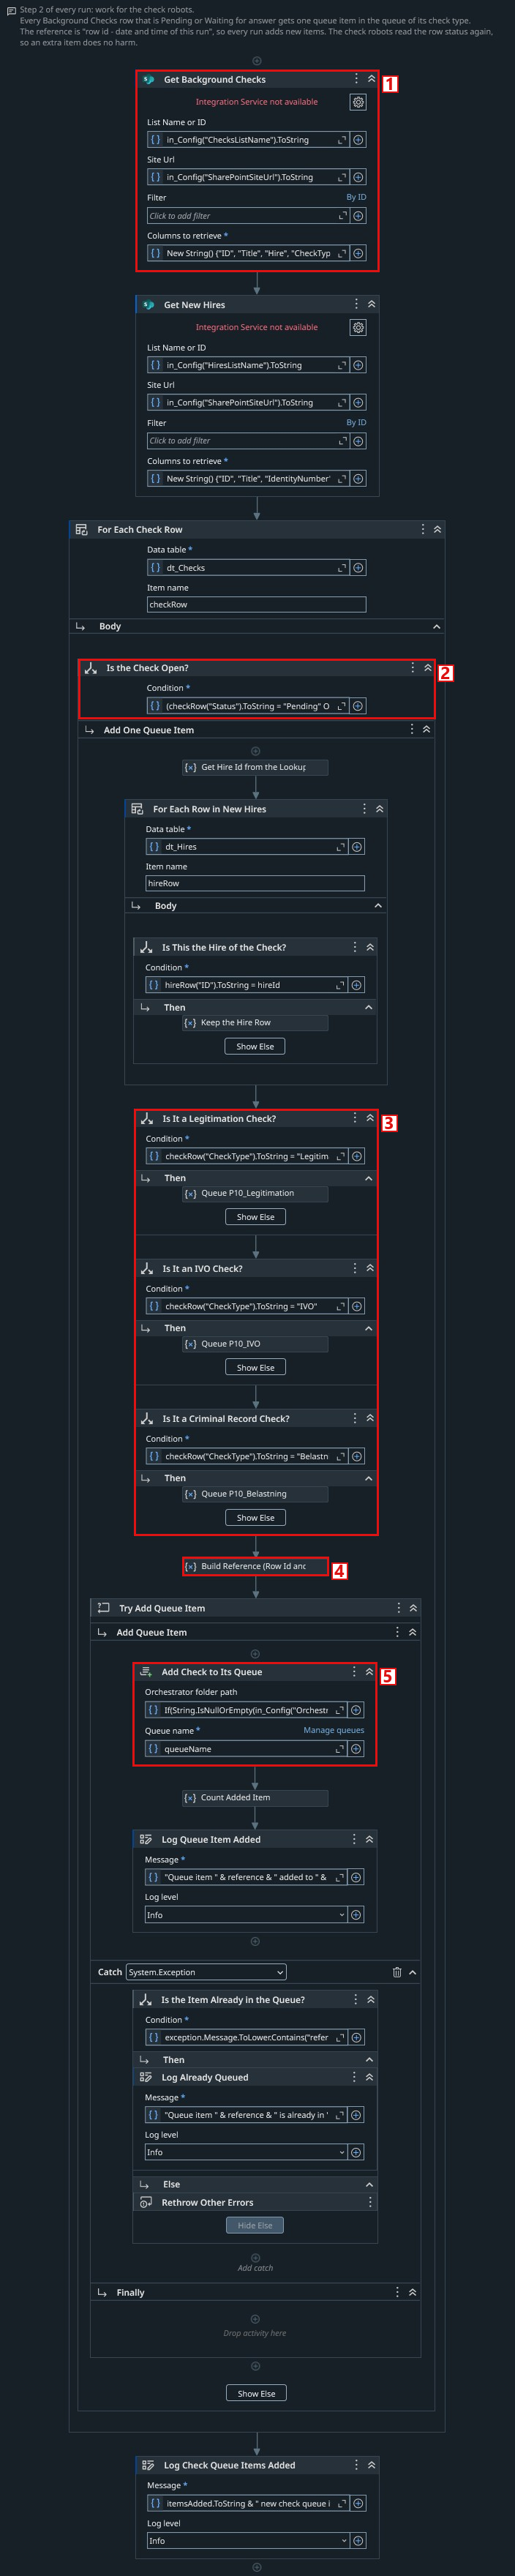 Step 2 of every run: work for the check robots.
Every Background Checks row that is Pending or Waiting for answer gets one queue item in the queue of its check type.
The reference is "row id - date and time of this run", so every run adds new items. The check robots read the row status again,
so an extra item does no harm.
Get Background Checks
1
Integration Service not available
List Name or ID
in_Config("ChecksListName").ToString
Site Url
in_Config("SharePointSiteUrl").ToString
Filter By ID
Click to add filter
Columns to retrieve *
New String() {"ID", "Title", "Hire", "CheckTyp
Get New Hires
Integration Service not available
List Name or ID
in_Config("HiresListName").ToString
Site Url
in_Config("SharePointSiteUrl").ToString
Filter By ID
Click to add filter
Columns to retrieve *
New String() {"ID", "Title", "IdentityNumber'
For Each Check Row
Data table *
dt_Checks
Item name
checkRow
Body
Is the Check Open?
2
Condition *
(checkRow("Status").ToString = "Pending" O
Add One Queue Item
{×} Get Hire Id from the Lookup
For Each Row in New Hires
Data table *
dt_Hires
Item name
hireRow
Body
Is This the Hire of the Check?
Condition *
hireRow("ID").ToString = hireId
Then
{×} Keep the Hire Row
Show Else
Is It a Legitimation Check?
3
Condition *
checkRow("CheckType").ToString = "Legitim
Then
{×} Queue P10_Legitimation
Show Else
Is It an IVO Check?
Condition *
checkRow("CheckType").ToString = "IVO"
Then
{×} Queue P10_IVO
Show Else
Is It a Criminal Record Check?
Condition *
checkRow("CheckType").ToString = "Belastn
Then
{×} Queue P10_Belastning
Show Else
{×} Build Reference (Row Id and
4
Try Add Queue Item
Add Queue Item
Add Check to Its Queue
5
Orchestrator folder path
If(String.IsNullOrEmpty(in_Config("Orchestr
Queue name * Manage queues
queueName
{×} Count Added Item
Log Queue Item Added
Message *
"Queue item " & reference & " added to " &
Log level
Info
Catch System.Exception
Is the Item Already in the Queue?
Condition *
exception.Message.ToLower.Contains("refer
Then
Log Already Queued
Message *
"Queue item " & reference & " is already in '
Log level
Info
Else
Rethrow Other Errors
Hide Else
Add catch
Finally
Drop activity here
Show Else
Log Check Queue Items Added
Message *
itemsAdded.ToString & " new check queue i
Log level
Info